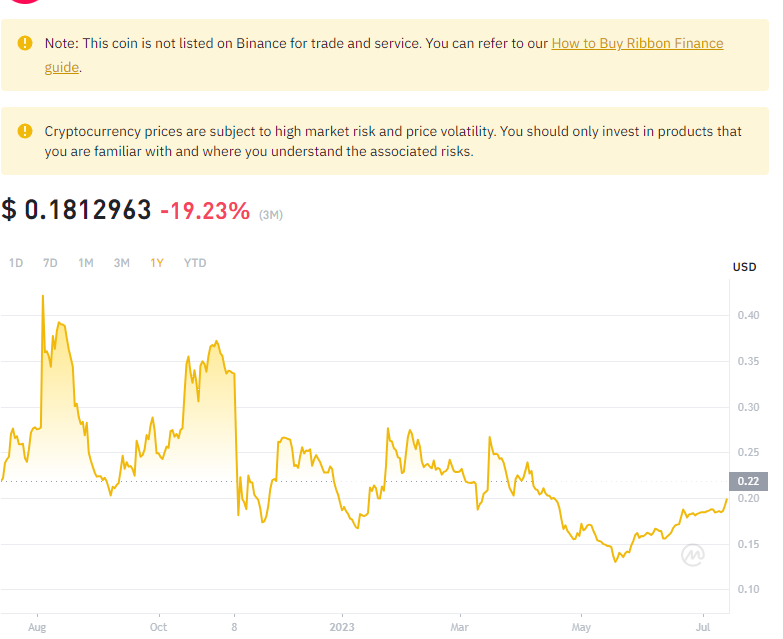 Note: This coin is not listed on Binance for trade and service. You can refer to our How to Buy Ribbon Finance
guide.
Cryptocurrency prices are subject to high market risk and price volatility. You should only invest in products that
you are familiar with and where you understand the associated risks.
$ 0.1812963 -19.23% (3M)
1D 7D 1M 3M 1Y YTD
USD
0.40
0.35
0.30
0.25
0.22
0.20
0.15
0.10
Aug Oct 8 2023 Mar May Jul